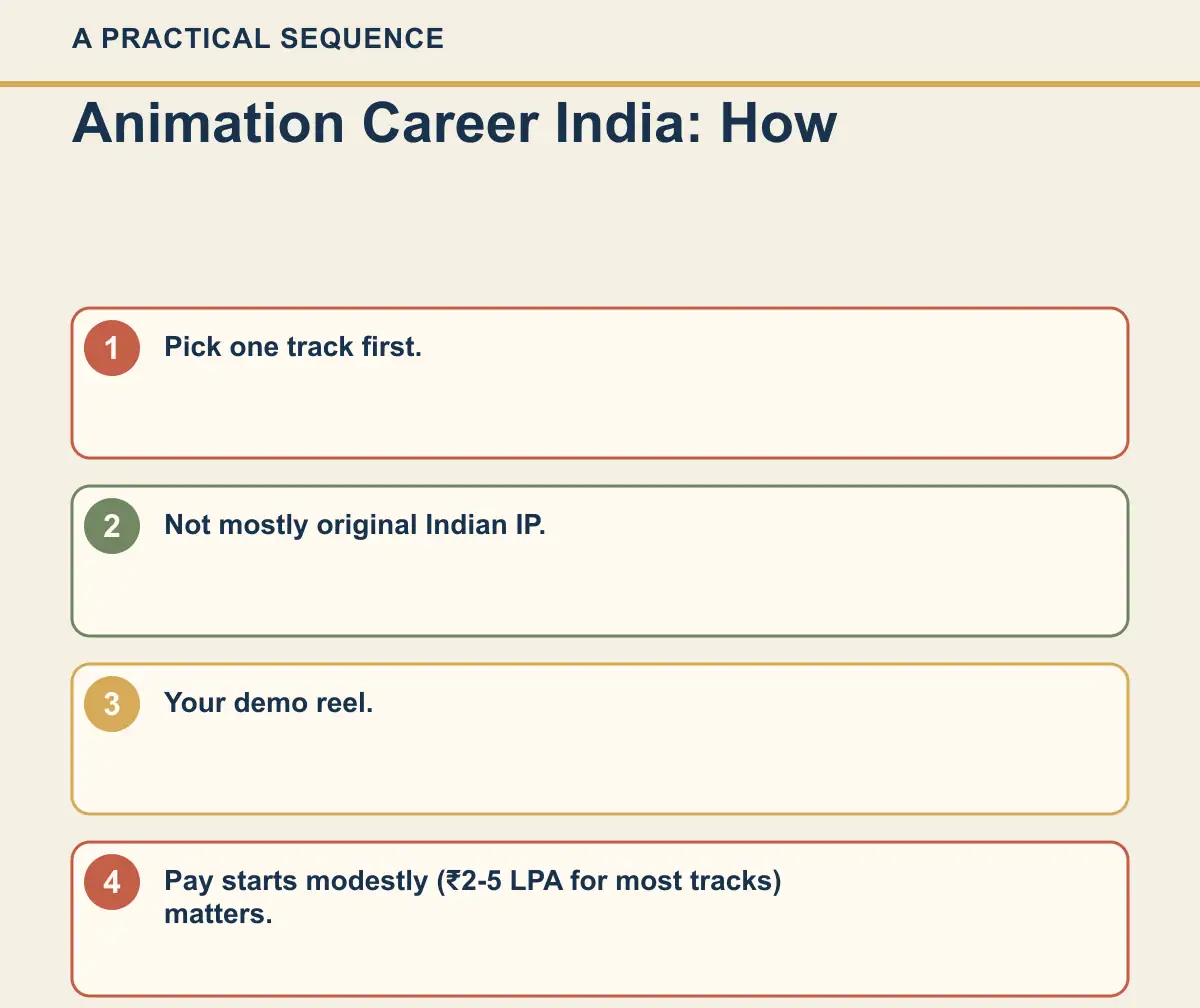 A PRACTICAL SEQUENCE
Animation Career India: How
1
Pick one track first.
2
Not mostly original Indian IP.
3
Your demo reel.
4
Pay starts modestly (₹2-5 LPA for most tracks)
matters.